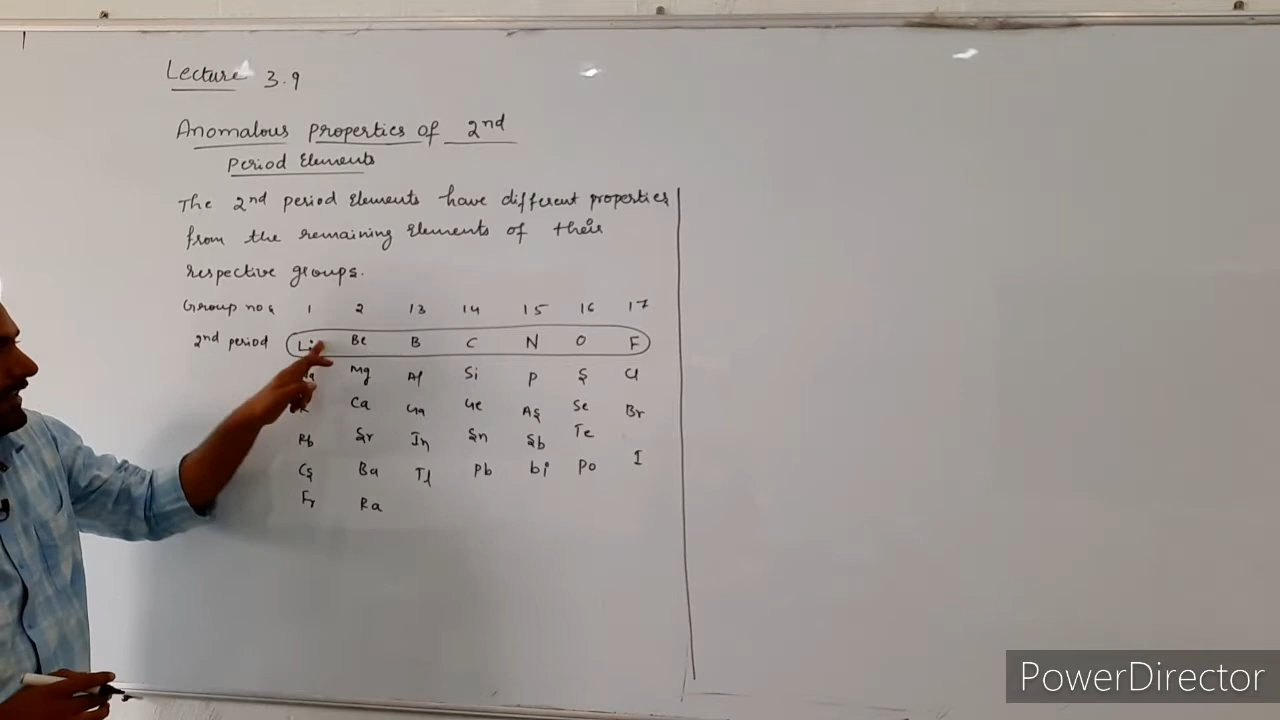 Lecture 3.9
Anomalous Properties of 2nd
Period Elements
The 2nd period Elements have different properties
from the remaining Elements of their
respective groups.
Group nos 1 2 13 14 15 16 17
2nd period Li Be B C N O F
Mg Al Si P S Cl
Ca Ga Ge As Se Br
Rb Sr In Sn Sb Te
Cs Ba Tl Pb bi Po I
Fr Ra
PowerDirector